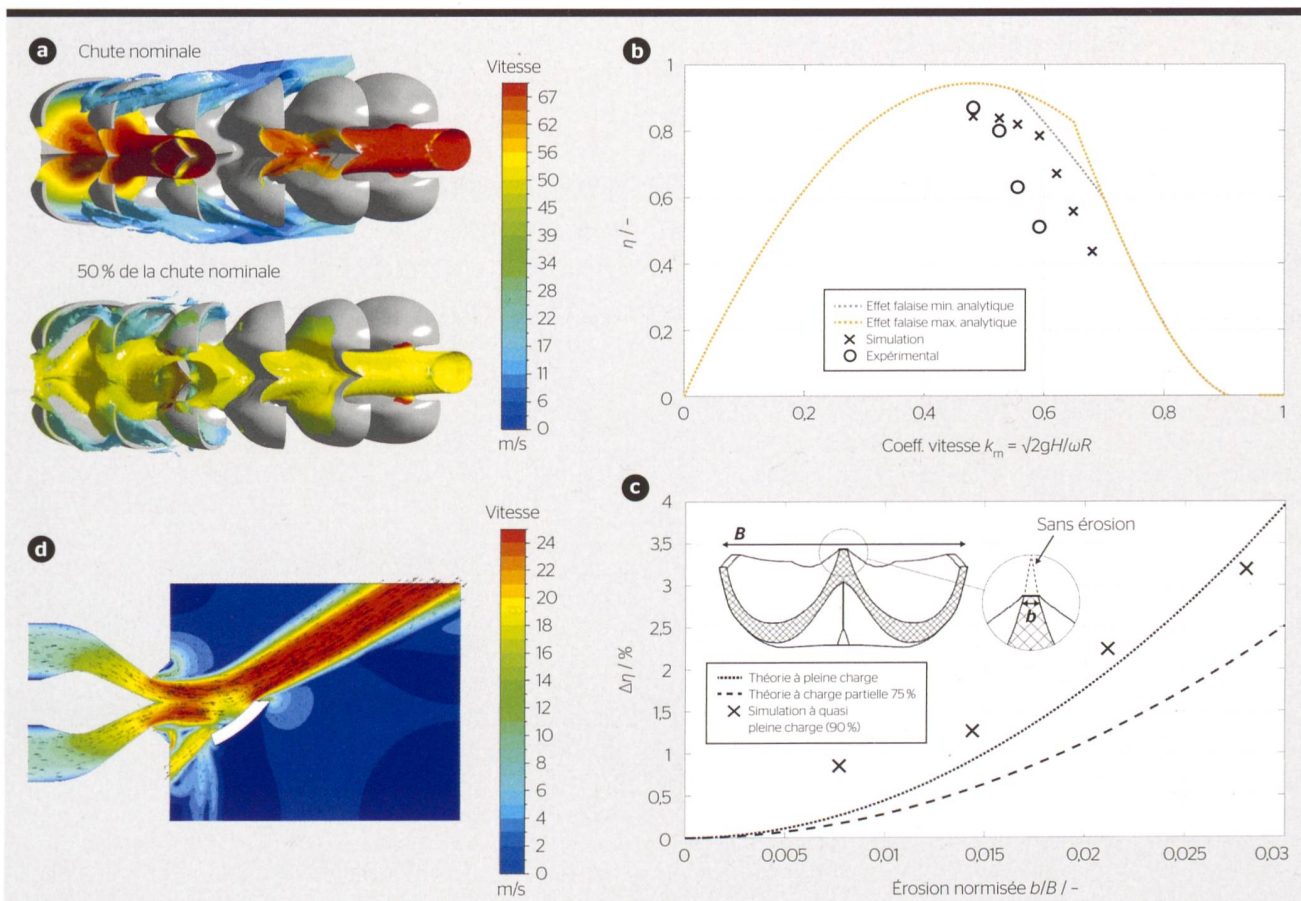 a
Chute nominale
Vitesse
67
62
56
50
45
39
34
28
22
17
11
6
0
m/s
50 % de la chute nominale
b
1
0,8
0,6
0,4
0,2
0
η / –
0
0,2
0,4
0,6
0,8
1
Effet falaise min. analytique
Effet falaise max. analytique
Simulation
Expérimental
Coeff. vitesse km = √2gH/ωR
c
4
3,5
3
2,5
2
1,5
1
0,5
0
Δη / %
B
Sans érosion
b
Théorie à pleine charge
Théorie à charge partielle 75 %
Simulation à quasi
pleine charge (90 %)
0
0,005
0,01
0,015
0,02
0,025
0,03
Érosion normisée b/B / –
d
Vitesse
24
22
20
18
16
14
12
10
8
6
4
2
0
m/s